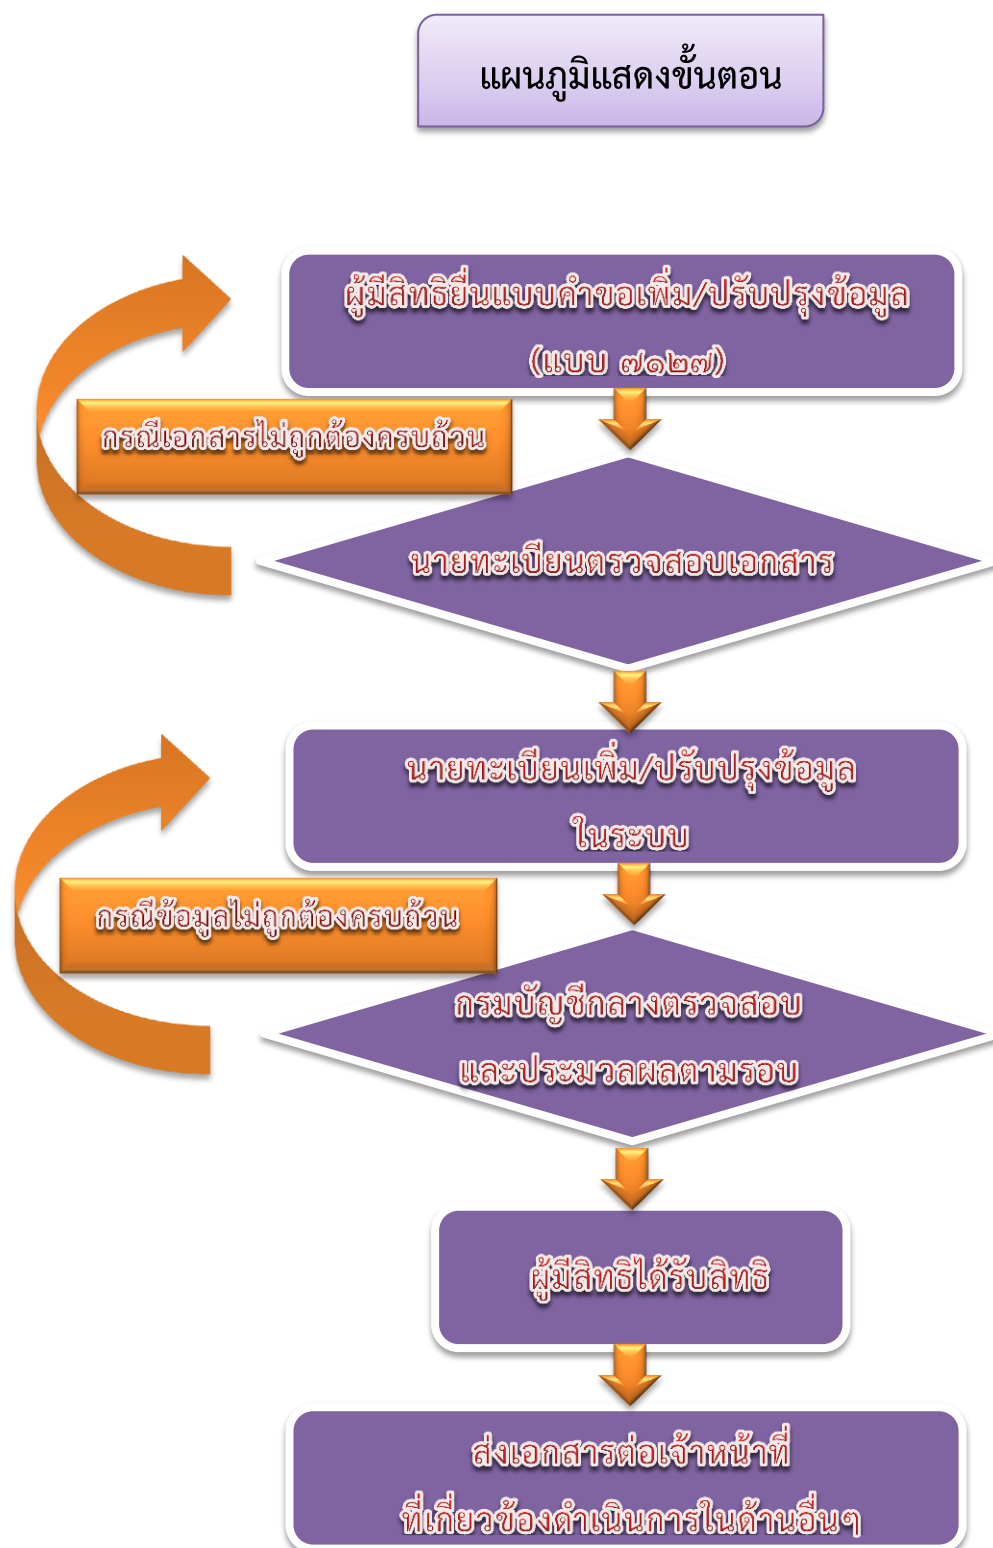 แผนภูมิแสดงขั้นตอน
ผู้มีสิทธิยื่นแบบคำขอเพิ่ม/ปรับปรุงข้อมูล
(แบบ ๗๑๒๗)
กรณีเอกสารไม่ถูกต้องครบถ้วน
นายทะเบียนตรวจสอบเอกสาร
นายทะเบียนเพิ่ม/ปรับปรุงข้อมูล
ในระบบ
กรณีข้อมูลไม่ถูกต้องครบถ้วน
กรมบัญชีกลางตรวจสอบ
และประมวลผลตามรอบ
ผู้มีสิทธิได้รับสิทธิ
ส่งเอกสารต่อเจ้าหน้าที่
ที่เกี่ยวข้องดำเนินการในด้านอื่นๆ